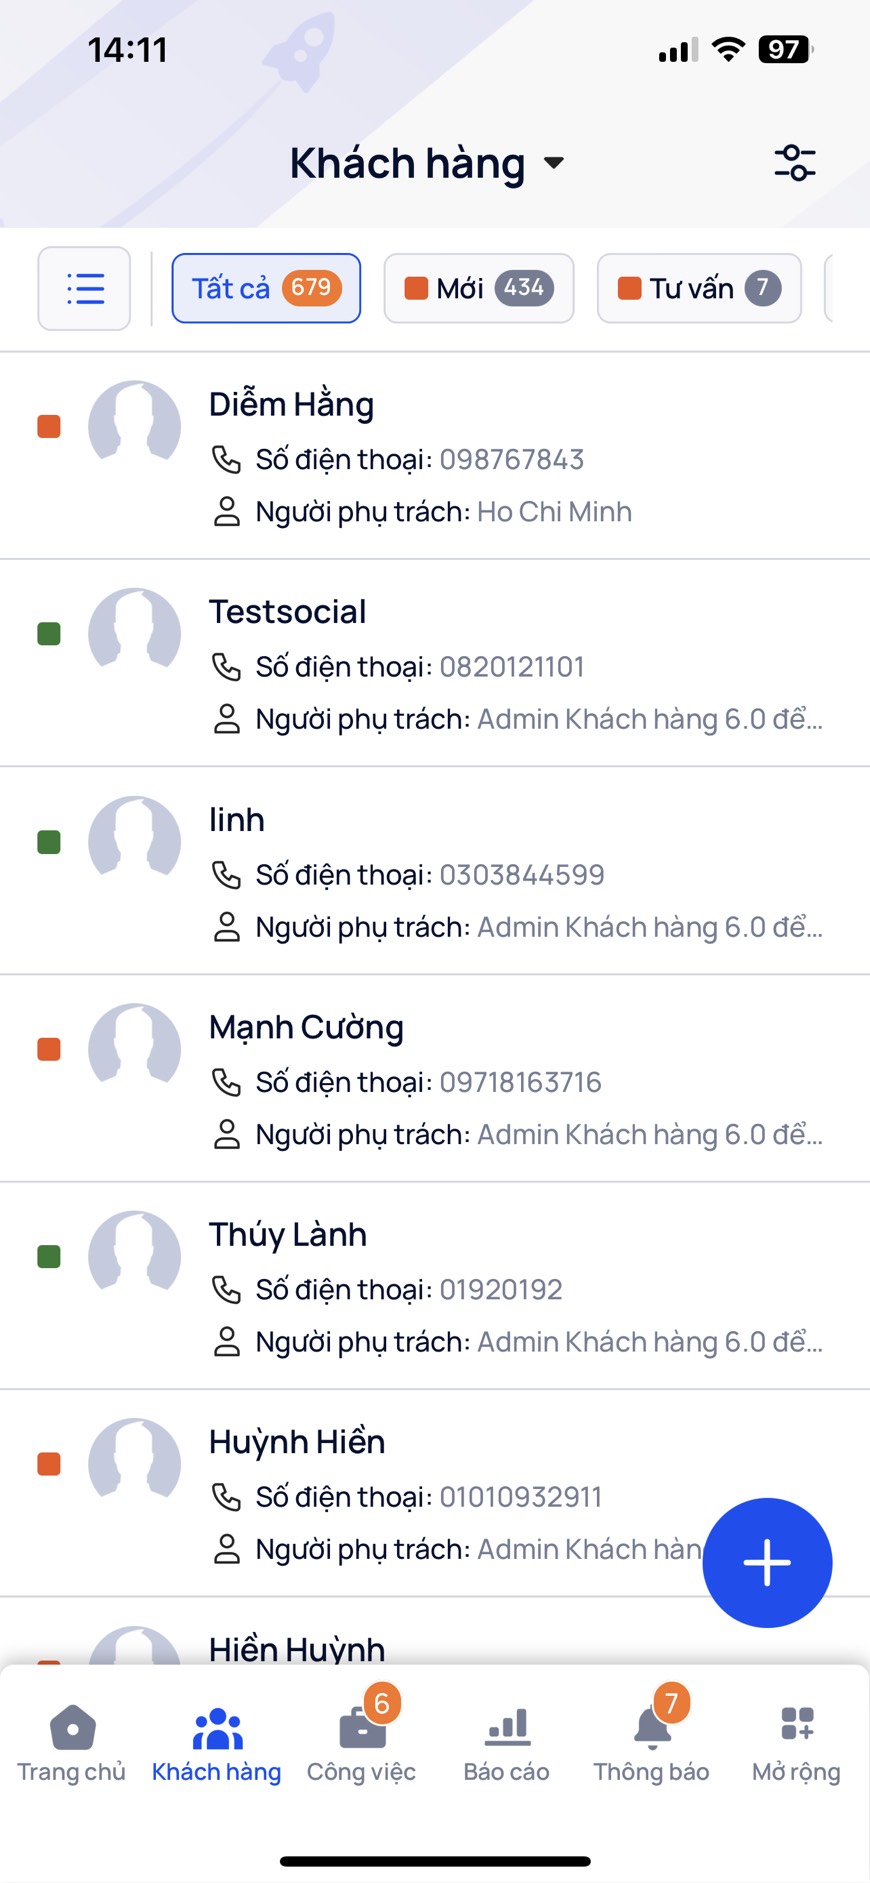 14:11
97
Khách hàng
Tất cả 679
Mới 434
Tư vấn 7
Diễm Hằng
Số điện thoại: 098767843
Người phụ trách: Ho Chi Minh
Testsocial
Số điện thoại: 0820121101
Người phụ trách: Admin Khách hàng 6.0 để...
linh
Số điện thoại: 0303844599
Người phụ trách: Admin Khách hàng 6.0 để...
Mạnh Cường
Số điện thoại: 09718163716
Người phụ trách: Admin Khách hàng 6.0 để...
Thúy Lành
Số điện thoại: 01920192
Người phụ trách: Admin Khách hàng 6.0 để...
Huỳnh Hiền
Số điện thoại: 01010932911
Người phụ trách: Admin Khách hàn
Hiền Huỳnh
6
7
Trang chủ
Khách hàng
Công việc
Báo cáo
Thông báo
Mở rộng